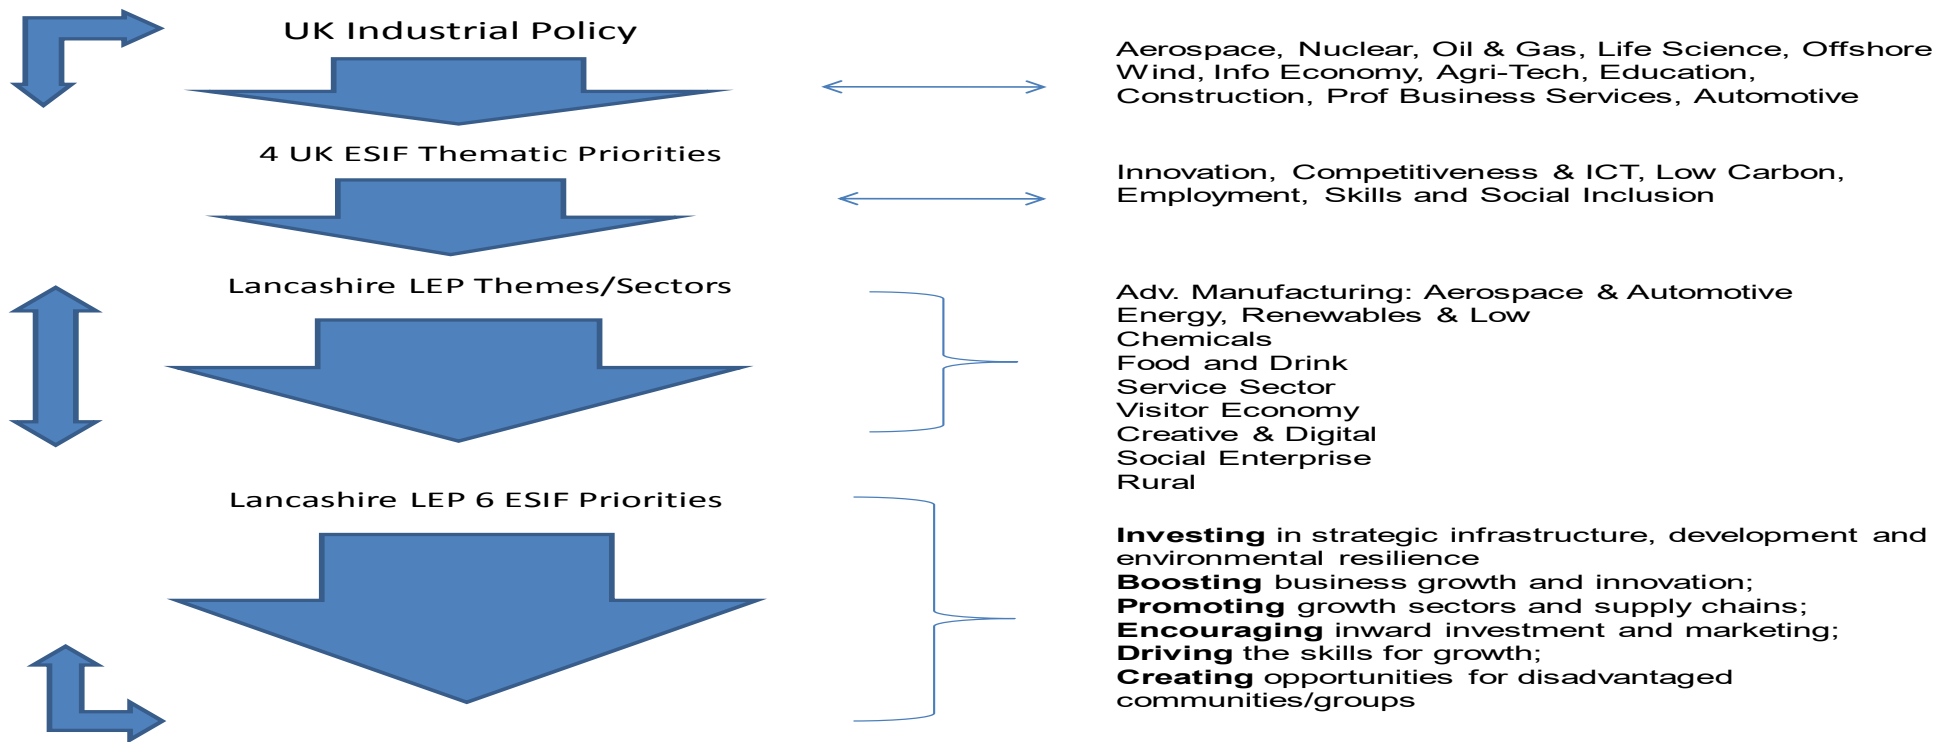 UK Industrial Policy
Aerospace, Nuclear, Oil & Gas, Life Science, Offshore
Wind, Info Economy, Agri-Tech, Education,
Construction, Prof Business Services, Automotive
4 UK ESIF Thematic Priorities
Innovation, Competitiveness & ICT, Low Carbon,
Employment, Skills and Social Inclusion
Lancashire LEP Themes/Sectors
Adv. Manufacturing: Aerospace & Automotive
Energy, Renewables & Low
Chemicals
Food and Drink
Service Sector
Visitor Economy
Creative & Digital
Social Enterprise
Rural
Lancashire LEP 6 ESIF Priorities
Investing in strategic infrastructure, development and
environmental resilience
Boosting business growth and innovation;
Promoting growth sectors and supply chains;
Encouraging inward investment and marketing;
Driving the skills for growth;
Creating opportunities for disadvantaged
communities/groups